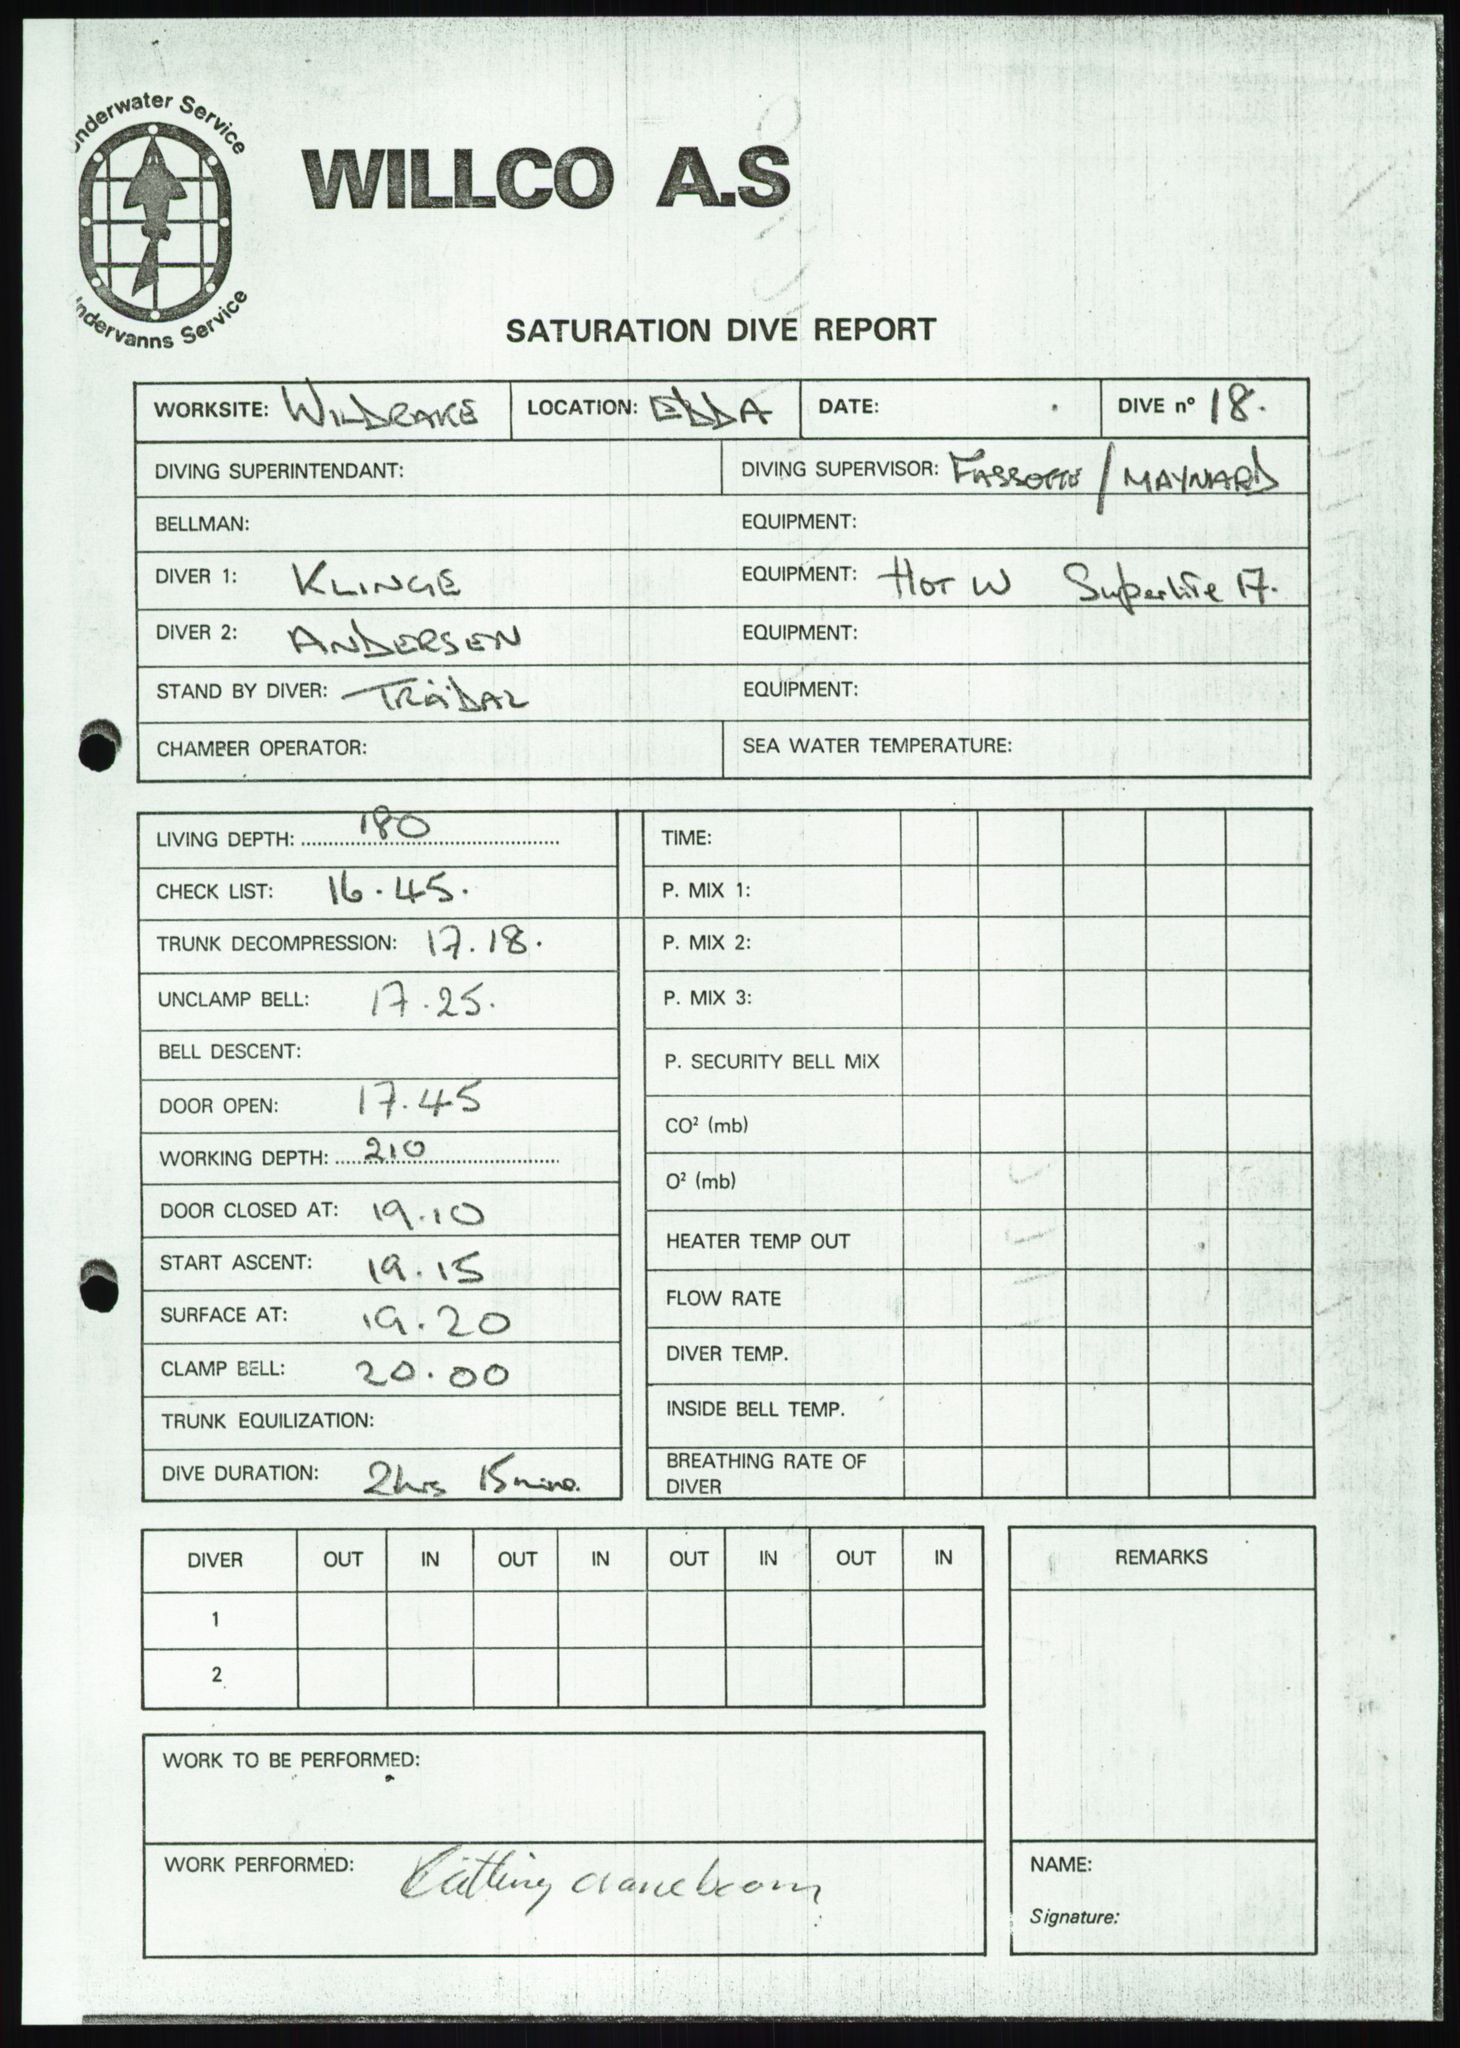 Underwater Service
WILLCO A.S
Undervanns Service
SATURATION DIVE REPORT
WORKSITE: WILDRAKE LOCATION: EDDA DATE: DIVE n° 18.
DIVING SUPERINTENDANT: DIVING SUPERVISOR: / MAYNARD
BELLMAN: EQUIPMENT:
DIVER 1: KLINGE EQUIPMENT: HOT W Superlite 17.
DIVER 2: ANDERSEN EQUIPMENT:
STAND BY DIVER: EQUIPMENT:
CHAMBER OPERATOR: SEA WATER TEMPERATURE:
LIVING DEPTH: 180
CHECK LIST: 16.45.
TRUNK DECOMPRESSION: 17.18.
UNCLAMP BELL: 17.25.
BELL DESCENT:
DOOR OPEN: 17.45
WORKING DEPTH: 210
DOOR CLOSED AT: 19.10
START ASCENT: 19.15
SURFACE AT: 19.20
CLAMP BELL: 20.00
TRUNK EQUILIZATION:
DIVE DURATION: 2hrs 15mins.
TIME:
P. MIX 1:
P. MIX 2:
P. MIX 3:
P. SECURITY BELL MIX
CO² (mb)
O² (mb)
HEATER TEMP OUT
FLOW RATE
DIVER TEMP.
INSIDE BELL TEMP.
BREATHING RATE OF
DIVER
DIVER OUT IN OUT IN OUT IN OUT IN
1
2
REMARKS
WORK TO BE PERFORMED:
WORK PERFORMED: Cutting crane boom
NAME:
Signature: